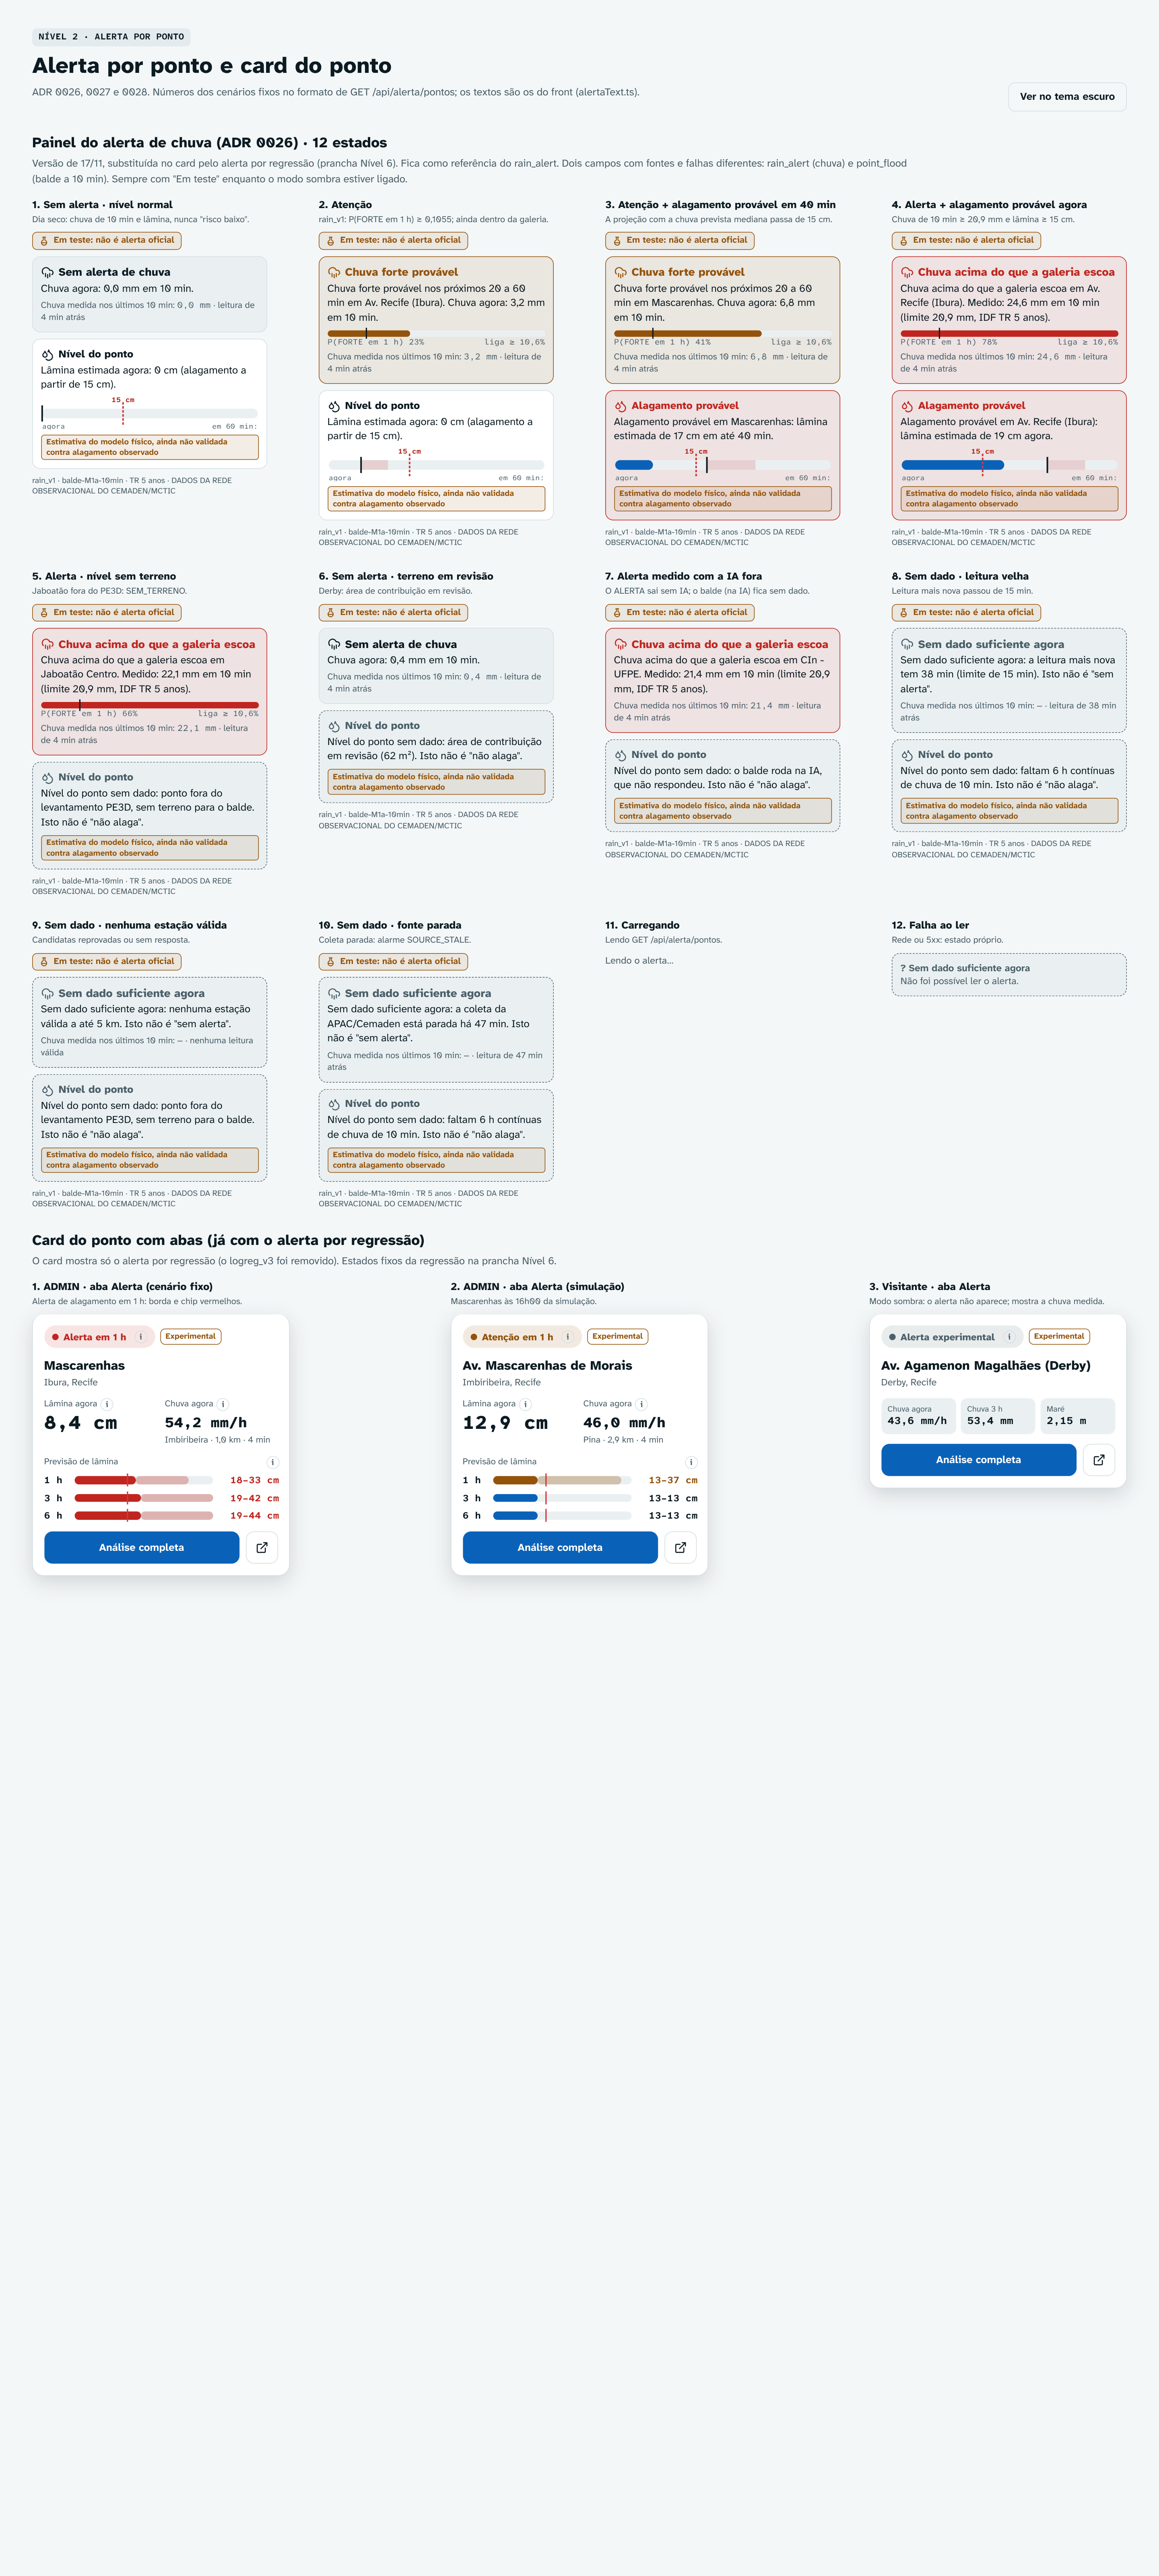 NÍVEL 2 · ALERTA POR PONTO
Alerta por ponto e card do ponto
ADR 0026, 0027 e 0028. Números dos cenários fixos no formato de GET /api/alerta/pontos; os textos são os do front (alertaText.ts).
Ver no tema escuro
Painel do alerta de chuva (ADR 0026) · 12 estados
Versão de 17/11, substituída no card pelo alerta por regressão (prancha Nível 6). Fica como referência do rain_alert. Dois campos com fontes e falhas diferentes: rain_alert (chuva) e point_flood
(balde a 10 min). Sempre com "Em teste" enquanto o modo sombra estiver ligado.
1. Sem alerta · nível normal
Dia seco: chuva de 10 min e lâmina, nunca "risco baixo".
Em teste: não é alerta oficial
Sem alerta de chuva
Chuva agora: 0,0 mm em 10 min.
Chuva medida nos últimos 10 min: 0,0 mm · leitura de
4 min atrás
Nível do ponto
Lâmina estimada agora: 0 cm (alagamento a
partir de 15 cm).
15 cm
agora em 60 min:
Estimativa do modelo físico, ainda não validada
contra alagamento observado
rain_v1 · balde-M1a-10min · TR 5 anos · DADOS DA REDE
OBSERVACIONAL DO CEMADEN/MCTIC
2. Atenção
rain_v1: P(FORTE em 1 h) ≥ 0,1055; ainda dentro da galeria.
Em teste: não é alerta oficial
Chuva forte provável
Chuva forte provável nos próximos 20 a 60
min em Av. Recife (Ibura). Chuva agora: 3,2 mm
em 10 min.
P(FORTE em 1 h) 23% liga ≥ 10,6%
Chuva medida nos últimos 10 min: 3,2 mm · leitura de
4 min atrás
Nível do ponto
Lâmina estimada agora: 0 cm (alagamento a
partir de 15 cm).
15 cm
agora em 60 min:
Estimativa do modelo físico, ainda não validada
contra alagamento observado
rain_v1 · balde-M1a-10min · TR 5 anos · DADOS DA REDE
OBSERVACIONAL DO CEMADEN/MCTIC
3. Atenção + alagamento provável em 40 min
A projeção com a chuva prevista mediana passa de 15 cm.
Em teste: não é alerta oficial
Chuva forte provável
Chuva forte provável nos próximos 20 a 60
min em Mascarenhas. Chuva agora: 6,8 mm
em 10 min.
P(FORTE em 1 h) 41% liga ≥ 10,6%
Chuva medida nos últimos 10 min: 6,8 mm · leitura de
4 min atrás
Alagamento provável
Alagamento provável em Mascarenhas: lâmina
estimada de 17 cm em até 40 min.
15 cm
agora em 60 min:
Estimativa do modelo físico, ainda não validada
contra alagamento observado
rain_v1 · balde-M1a-10min · TR 5 anos · DADOS DA REDE
OBSERVACIONAL DO CEMADEN/MCTIC
4. Alerta + alagamento provável agora
Chuva de 10 min ≥ 20,9 mm e lâmina ≥ 15 cm.
Em teste: não é alerta oficial
Chuva acima do que a galeria escoa
Chuva acima do que a galeria escoa em Av.
Recife (Ibura). Medido: 24,6 mm em 10 min
(limite 20,9 mm, IDF TR 5 anos).
P(FORTE em 1 h) 78% liga ≥ 10,6%
Chuva medida nos últimos 10 min: 24,6 mm · leitura
de 4 min atrás
Alagamento provável
Alagamento provável em Av. Recife (Ibura):
lâmina estimada de 19 cm agora.
15 cm
agora em 60 min:
Estimativa do modelo físico, ainda não validada
contra alagamento observado
rain_v1 · balde-M1a-10min · TR 5 anos · DADOS DA REDE
OBSERVACIONAL DO CEMADEN/MCTIC
5. Alerta · nível sem terreno
Jaboatão fora do PE3D: SEM_TERRENO.
Em teste: não é alerta oficial
Chuva acima do que a galeria escoa
Chuva acima do que a galeria escoa em
Jaboatão Centro. Medido: 22,1 mm em 10 min
(limite 20,9 mm, IDF TR 5 anos).
P(FORTE em 1 h) 66% liga ≥ 10,6%
Chuva medida nos últimos 10 min: 22,1 mm · leitura
de 4 min atrás
Nível do ponto
Nível do ponto sem dado: ponto fora do
levantamento PE3D, sem terreno para o balde.
Isto não é "não alaga".
Estimativa do modelo físico, ainda não validada
contra alagamento observado
rain_v1 · balde-M1a-10min · TR 5 anos · DADOS DA REDE
OBSERVACIONAL DO CEMADEN/MCTIC
6. Sem alerta · terreno em revisão
Derby: área de contribuição em revisão.
Em teste: não é alerta oficial
Sem alerta de chuva
Chuva agora: 0,4 mm em 10 min.
Chuva medida nos últimos 10 min: 0,4 mm · leitura de
4 min atrás
Nível do ponto
Nível do ponto sem dado: área de contribuição
em revisão (62 m²). Isto não é "não alaga".
Estimativa do modelo físico, ainda não validada
contra alagamento observado
rain_v1 · balde-M1a-10min · TR 5 anos · DADOS DA REDE
OBSERVACIONAL DO CEMADEN/MCTIC
7. Alerta medido com a IA fora
O ALERTA sai sem IA; o balde (na IA) fica sem dado.
Em teste: não é alerta oficial
Chuva acima do que a galeria escoa
Chuva acima do que a galeria escoa em CIn -
UFPE. Medido: 21,4 mm em 10 min (limite 20,9
mm, IDF TR 5 anos).
Chuva medida nos últimos 10 min: 21,4 mm · leitura
de 4 min atrás
Nível do ponto
Nível do ponto sem dado: o balde roda na IA,
que não respondeu. Isto não é "não alaga".
Estimativa do modelo físico, ainda não validada
contra alagamento observado
rain_v1 · balde-M1a-10min · TR 5 anos · DADOS DA REDE
OBSERVACIONAL DO CEMADEN/MCTIC
8. Sem dado · leitura velha
Leitura mais nova passou de 15 min.
Em teste: não é alerta oficial
Sem dado suficiente agora
Sem dado suficiente agora: a leitura mais nova
tem 38 min (limite de 15 min). Isto não é "sem
alerta".
Chuva medida nos últimos 10 min: – · leitura de 38 min
atrás
Nível do ponto
Nível do ponto sem dado: faltam 6 h contínuas
de chuva de 10 min. Isto não é "não alaga".
Estimativa do modelo físico, ainda não validada
contra alagamento observado
rain_v1 · balde-M1a-10min · TR 5 anos · DADOS DA REDE
OBSERVACIONAL DO CEMADEN/MCTIC
9. Sem dado · nenhuma estação válida
Candidatas reprovadas ou sem resposta.
Em teste: não é alerta oficial
Sem dado suficiente agora
Sem dado suficiente agora: nenhuma estação
válida a até 5 km. Isto não é "sem alerta".
Chuva medida nos últimos 10 min: – · nenhuma leitura
válida
Nível do ponto
Nível do ponto sem dado: ponto fora do
levantamento PE3D, sem terreno para o balde.
Isto não é "não alaga".
Estimativa do modelo físico, ainda não validada
contra alagamento observado
rain_v1 · balde-M1a-10min · TR 5 anos · DADOS DA REDE
OBSERVACIONAL DO CEMADEN/MCTIC
10. Sem dado · fonte parada
Coleta parada: alarme SOURCE_STALE.
Em teste: não é alerta oficial
Sem dado suficiente agora
Sem dado suficiente agora: a coleta da
APAC/Cemaden está parada há 47 min. Isto
não é "sem alerta".
Chuva medida nos últimos 10 min: – · leitura de 47 min
atrás
Nível do ponto
Nível do ponto sem dado: faltam 6 h contínuas
de chuva de 10 min. Isto não é "não alaga".
Estimativa do modelo físico, ainda não validada
contra alagamento observado
rain_v1 · balde-M1a-10min · TR 5 anos · DADOS DA REDE
OBSERVACIONAL DO CEMADEN/MCTIC
11. Carregando
Lendo GET /api/alerta/pontos.
Lendo o alerta...
12. Falha ao ler
Rede ou 5xx: estado próprio.
? Sem dado suficiente agora
Não foi possível ler o alerta.
Card do ponto com abas (já com o alerta por regressão)
O card mostra só o alerta por regressão (o logreg_v3 foi removido). Estados fixos da regressão na prancha Nível 6.
1. ADMIN · aba Alerta (cenário fixo)
Alerta de alagamento em 1 h: borda e chip vermelhos.
Alerta em 1 h i Experimental
Mascarenhas
Ibura, Recife
Lâmina agora i Chuva agora i
8,4 cm 54,2 mm/h
Imbiribeira · 1,0 km · 4 min
Previsão de lâmina i
1 h 18–33 cm
3 h 19–42 cm
6 h 19–44 cm
Análise completa
2. ADMIN · aba Alerta (simulação)
Mascarenhas às 16h00 da simulação.
Atenção em 1 h i Experimental
Av. Mascarenhas de Morais
Imbiribeira, Recife
Lâmina agora i Chuva agora i
12,9 cm 46,0 mm/h
Pina · 2,9 km · 4 min
Previsão de lâmina i
1 h 13–37 cm
3 h 13–13 cm
6 h 13–13 cm
Análise completa
3. Visitante · aba Alerta
Modo sombra: o alerta não aparece; mostra a chuva medida.
Alerta experimental i Experimental
Av. Agamenon Magalhães (Derby)
Derby, Recife
Chuva agora Chuva 3 h Maré
43,6 mm/h 53,4 mm 2,15 m
Análise completa